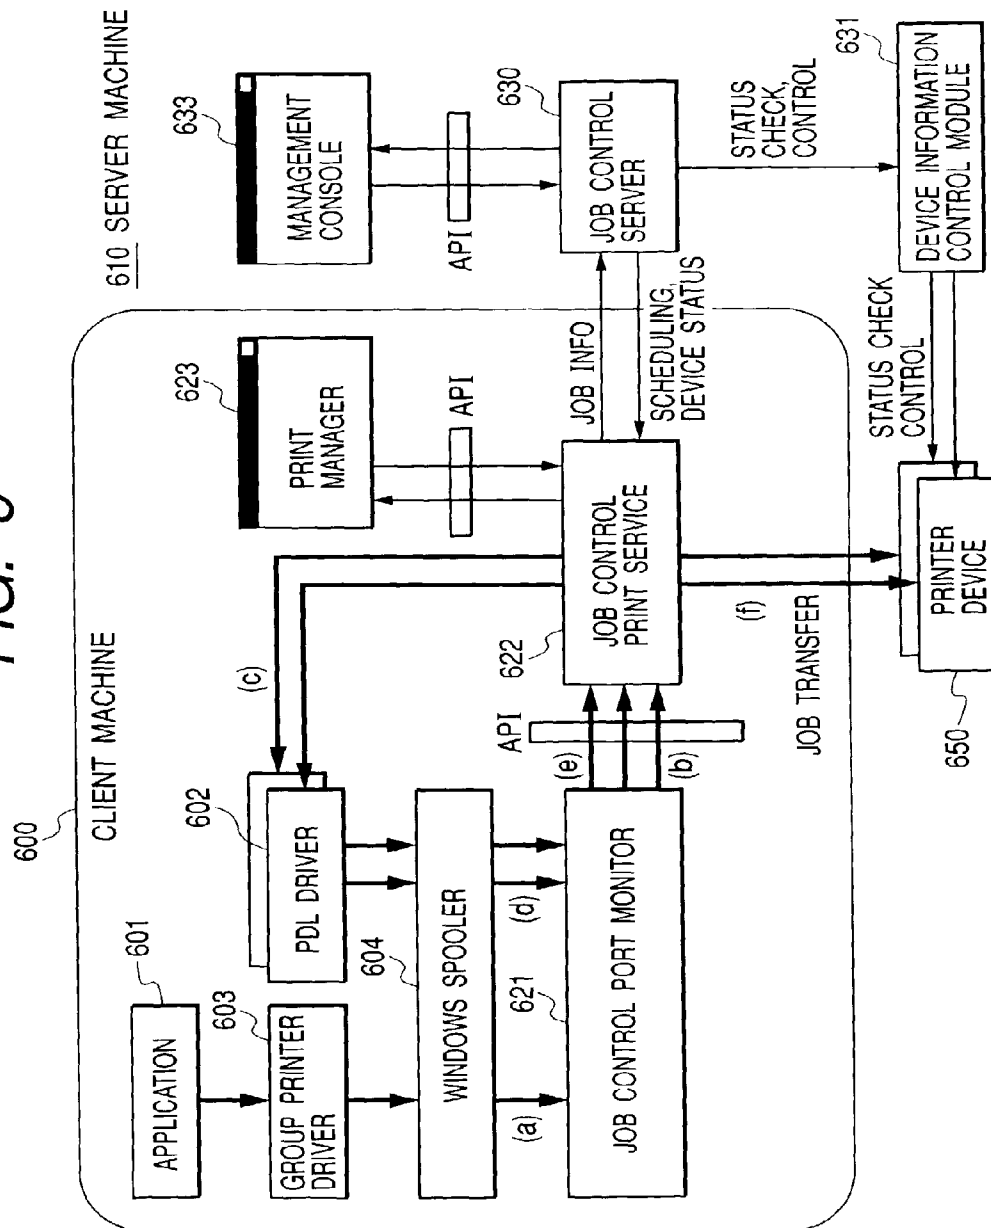 CLIENT MACHINE
600
610 SERVER MACHINE
APPLICATION
601
GROUP PRINTER
DRIVER
603
PDL DRIVER
602
(c)
PRINT
MANAGER
623
MANAGEMENT
CONSOLE
633
WINDOWS SPOOLER
604
API
API
(a)
(d)
JOB CONTROL PORT MONITOR
621
API
(e)
(b)
JOB CONTROL
PRINT SERVICE
622
JOB INFO
SCHEDULING,
DEVICE STATUS
JOB CONTROL
SERVER
630
STATUS
CHECK,
CONTROL
(f)
JOB TRANSFER
STATUS CHECK
CONTROL
PRINTER
DEVICE
650
DEVICE INFORMATION
CONTROL MODULE
631